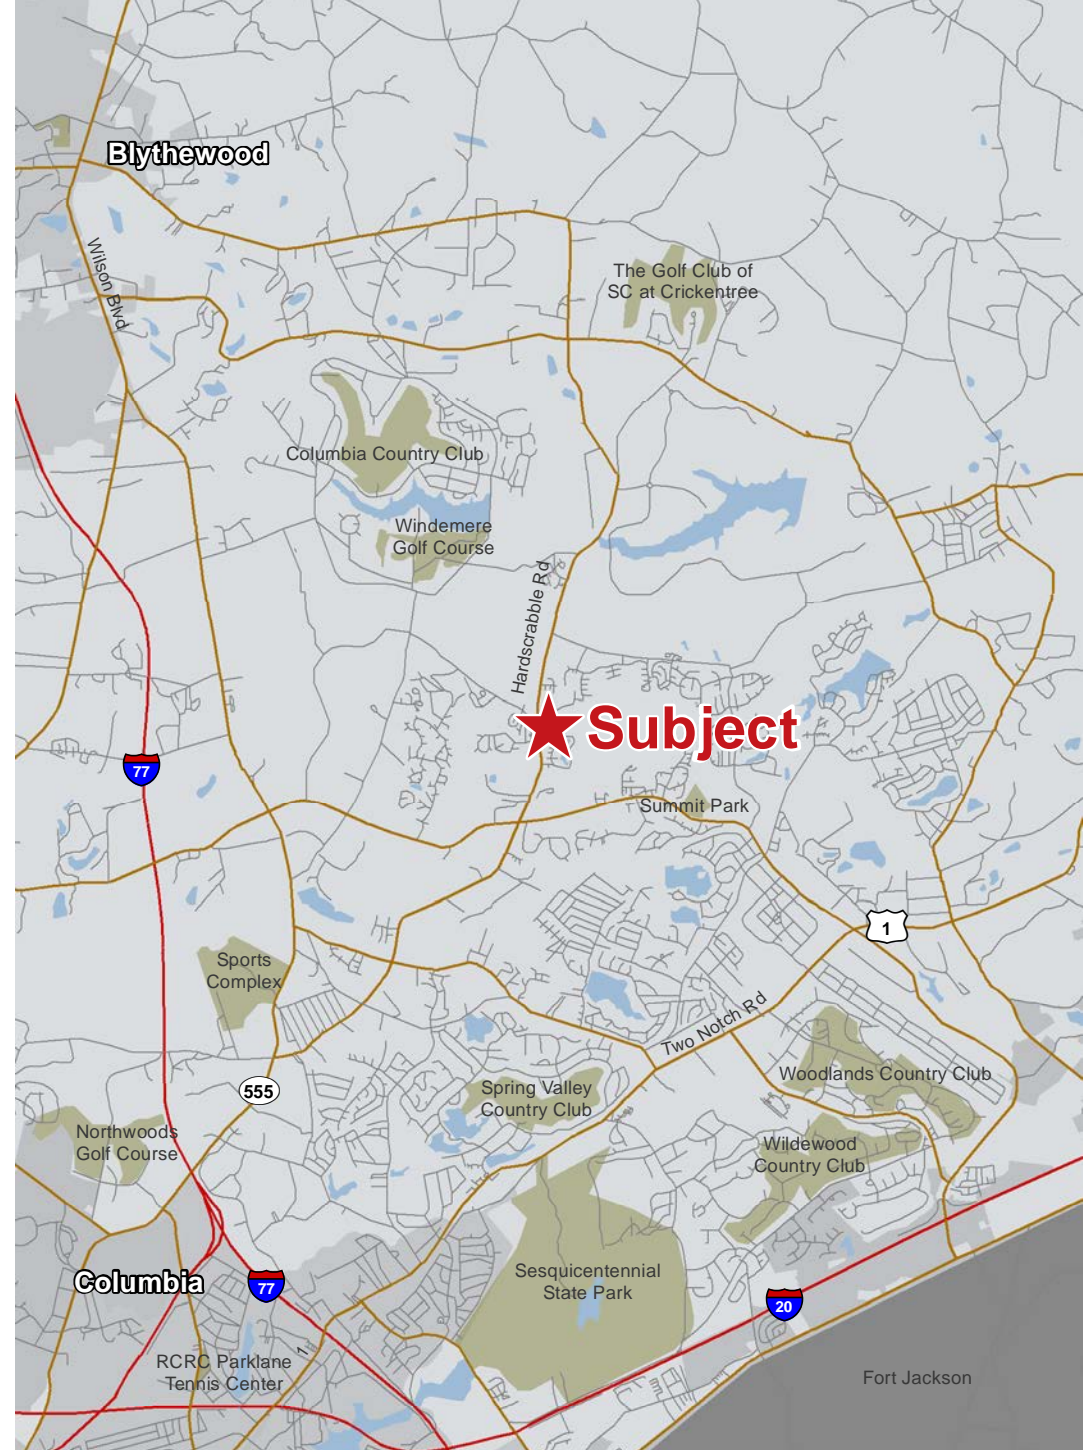 Blythewood
Wilson Blvd
The Golf Club of
SC at Crickentree
Columbia Country Club
Windemere
Golf Course
Hardscrabble Rd
Subject
77
Summit Park
1
Sports
Complex
Two Notch Rd
Woodlands Country Club
555
Spring Valley
Country Club
Northwoods
Golf Course
Wildewood
Country Club
Sesquicentennial
State Park
Columbia
77
20
1
RCRC Parklane
Tennis Center
Fort Jackson